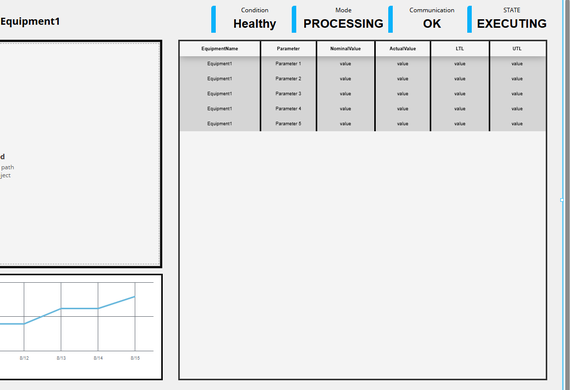 Equipment1
Condition
Healthy
Mode
PROCESSING
Communication
OK
STATE
EXECUTING
EquipmentName Parameter NominalValue ActualValue LTL UTL
Equipment1 Parameter 1 value value value value
Equipment1 Parameter 2 value value value value
Equipment1 Parameter 3 value value value value
Equipment1 Parameter 4 value value value value
Equipment1 Parameter 5 value value value value
d
path
ject
8/12 8/13 8/14 8/15